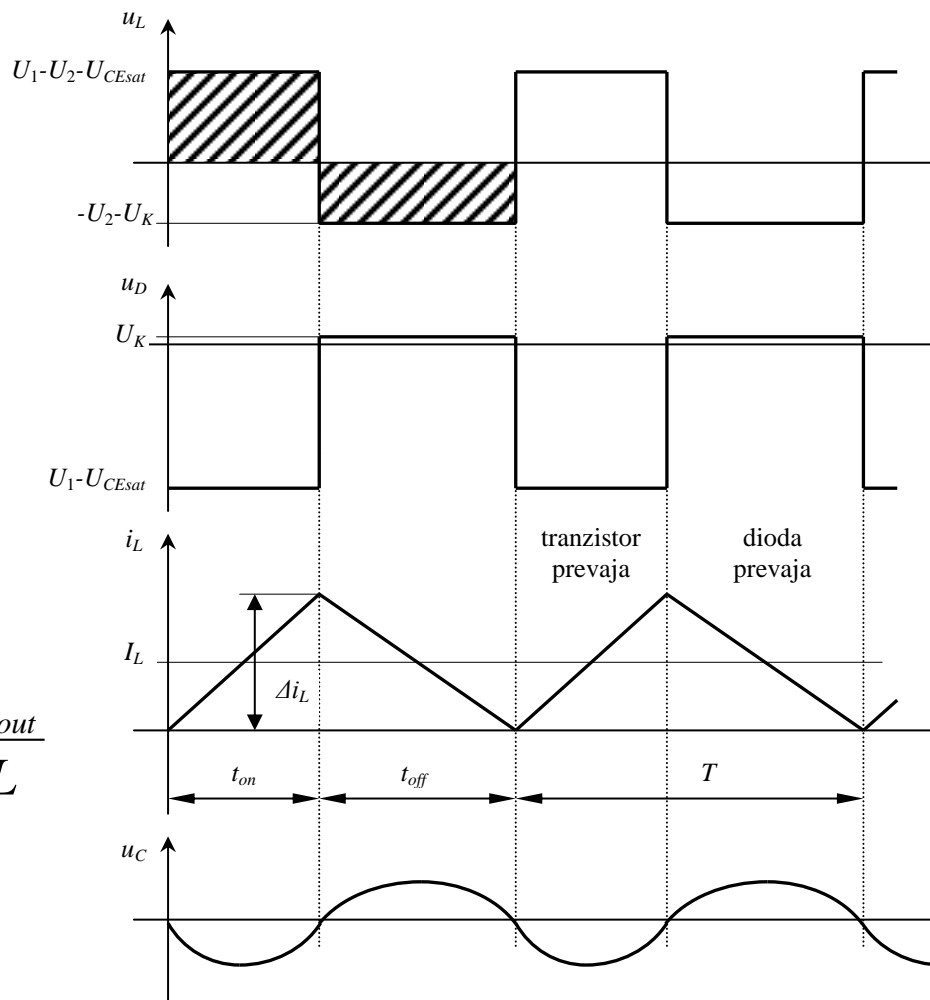 u_L
U_1-U_2-U_CEsat
-U_2-U_K
u_D
U_K
U_1-U_CEsat
i_L
tranzistor
prevaja
dioda
prevaja
I_L
Δi_L
out
L
t_on
t_off
T
u_C